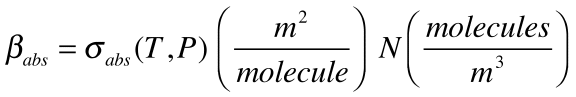 β_abs = σ_abs (T ,P) (m² / molecule) N (molecules / m³)